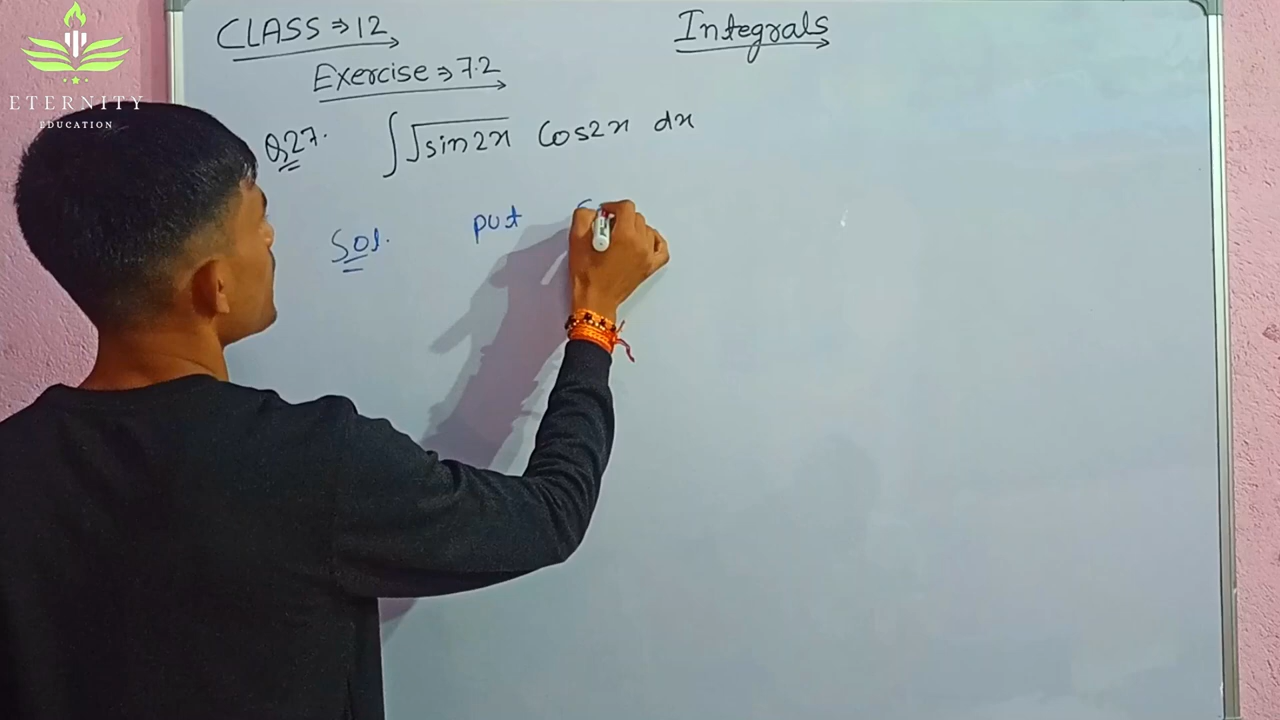 ETERNITY
EDUCATION
CLASS ⇒ 12
Integrals
Exercise ⇒ 7.2
Q27. ∫√sin2x Cos2x dx
Sol. put